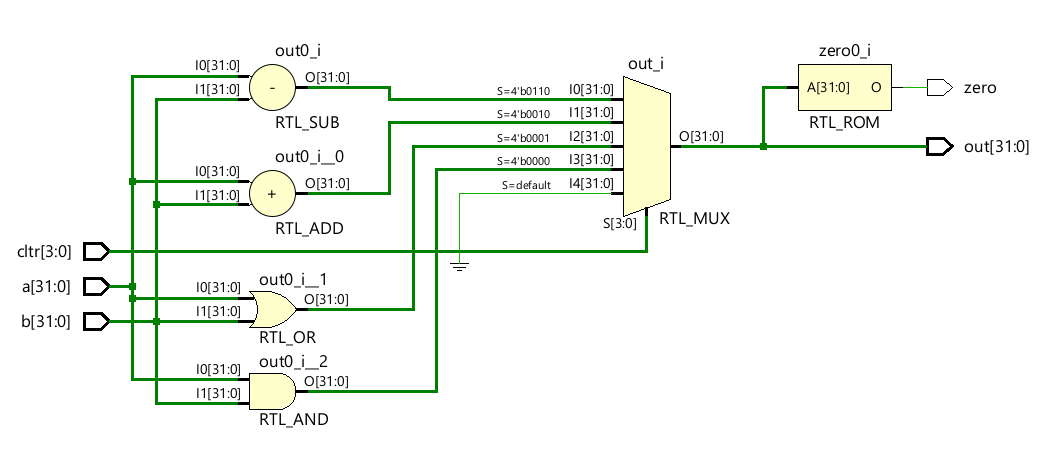 out0_i
I0[31:0]
I1[31:0]
-
O[31:0]
RTL_SUB
out0_i__0
I0[31:0]
I1[31:0]
+
O[31:0]
RTL_ADD
cltr[3:0]
a[31:0]
b[31:0]
out0_i__1
I0[31:0]
I1[31:0]
O[31:0]
RTL_OR
out0_i__2
I0[31:0]
I1[31:0]
O[31:0]
RTL_AND
out_i
S=4'b0110 I0[31:0]
S=4'b0010 I1[31:0]
S=4'b0001 I2[31:0]
S=4'b0000 I3[31:0]
S=default I4[31:0]
S[3:0]
O[31:0]
RTL_MUX
zero0_i
A[31:0] O
RTL_ROM
zero
out[31:0]